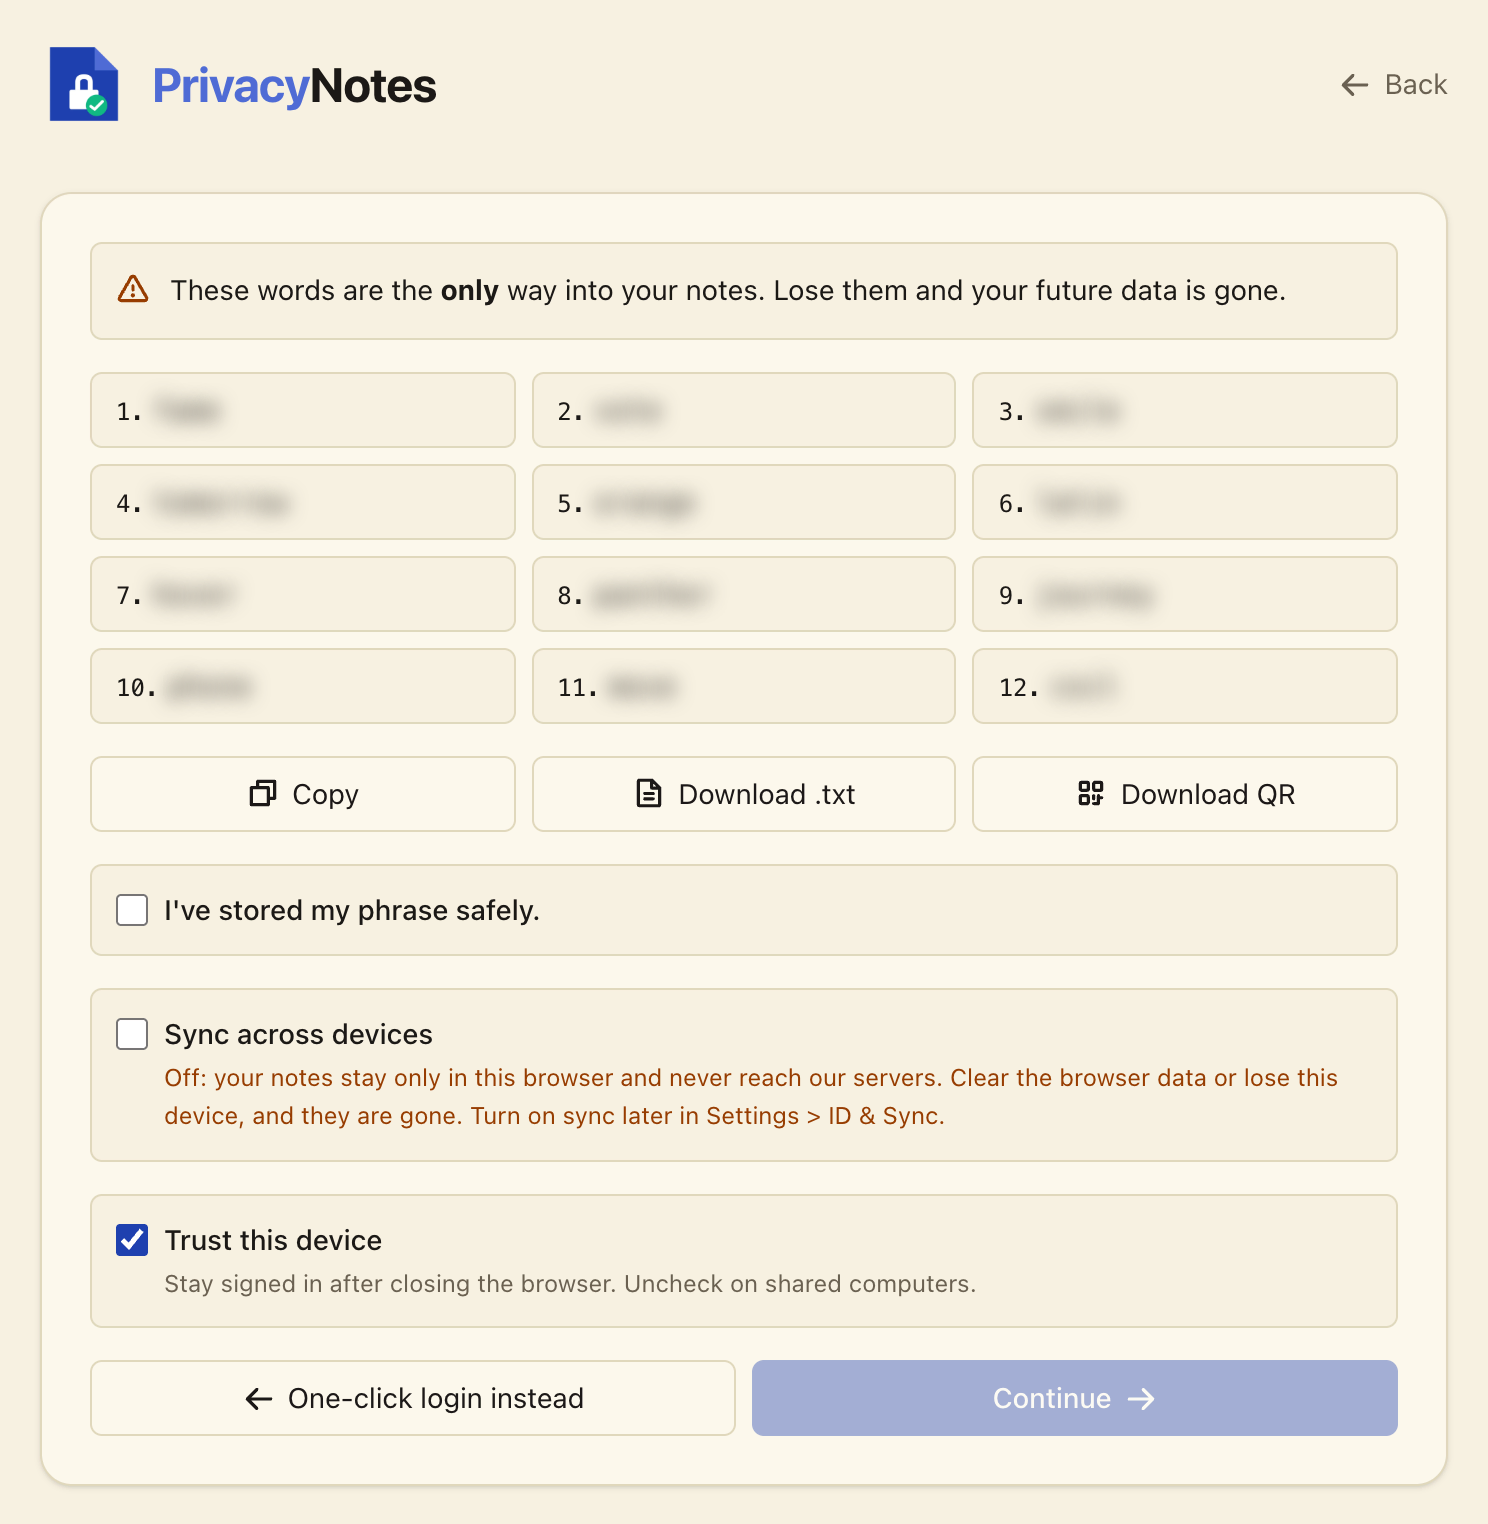 PrivacyNotes
Back
These words are the only way into your notes. Lose them and your future data is gone.
1.
2.
3.
4.
5.
6.
7.
8.
9.
10.
11.
12.
Copy
Download .txt
Download QR
I've stored my phrase safely.
Sync across devices
Off: your notes stay only in this browser and never reach our servers. Clear the browser data or lose this
device, and they are gone. Turn on sync later in Settings > ID & Sync.
Trust this device
Stay signed in after closing the browser. Uncheck on shared computers.
One-click login instead
Continue